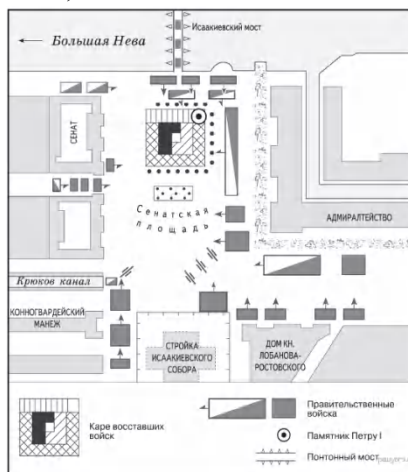 Исаакиевский мост
Большая Нева
СЕНАТ
Сенатская
площадь
АДМИРАЛТЕЙСТВО
Крюков канал
КОННОГВАРДЕЙСКИЙ
МАНЕЖ
СТРОЙКА
ИСААКИЕВСКОГО
СОБОРА
ДОМ КН.
ЛОБАНОВА-
РОСТОВСКОГО
Каре восставших
войск
Правительственные
войска
Памятник Петру I
Понтонный мост